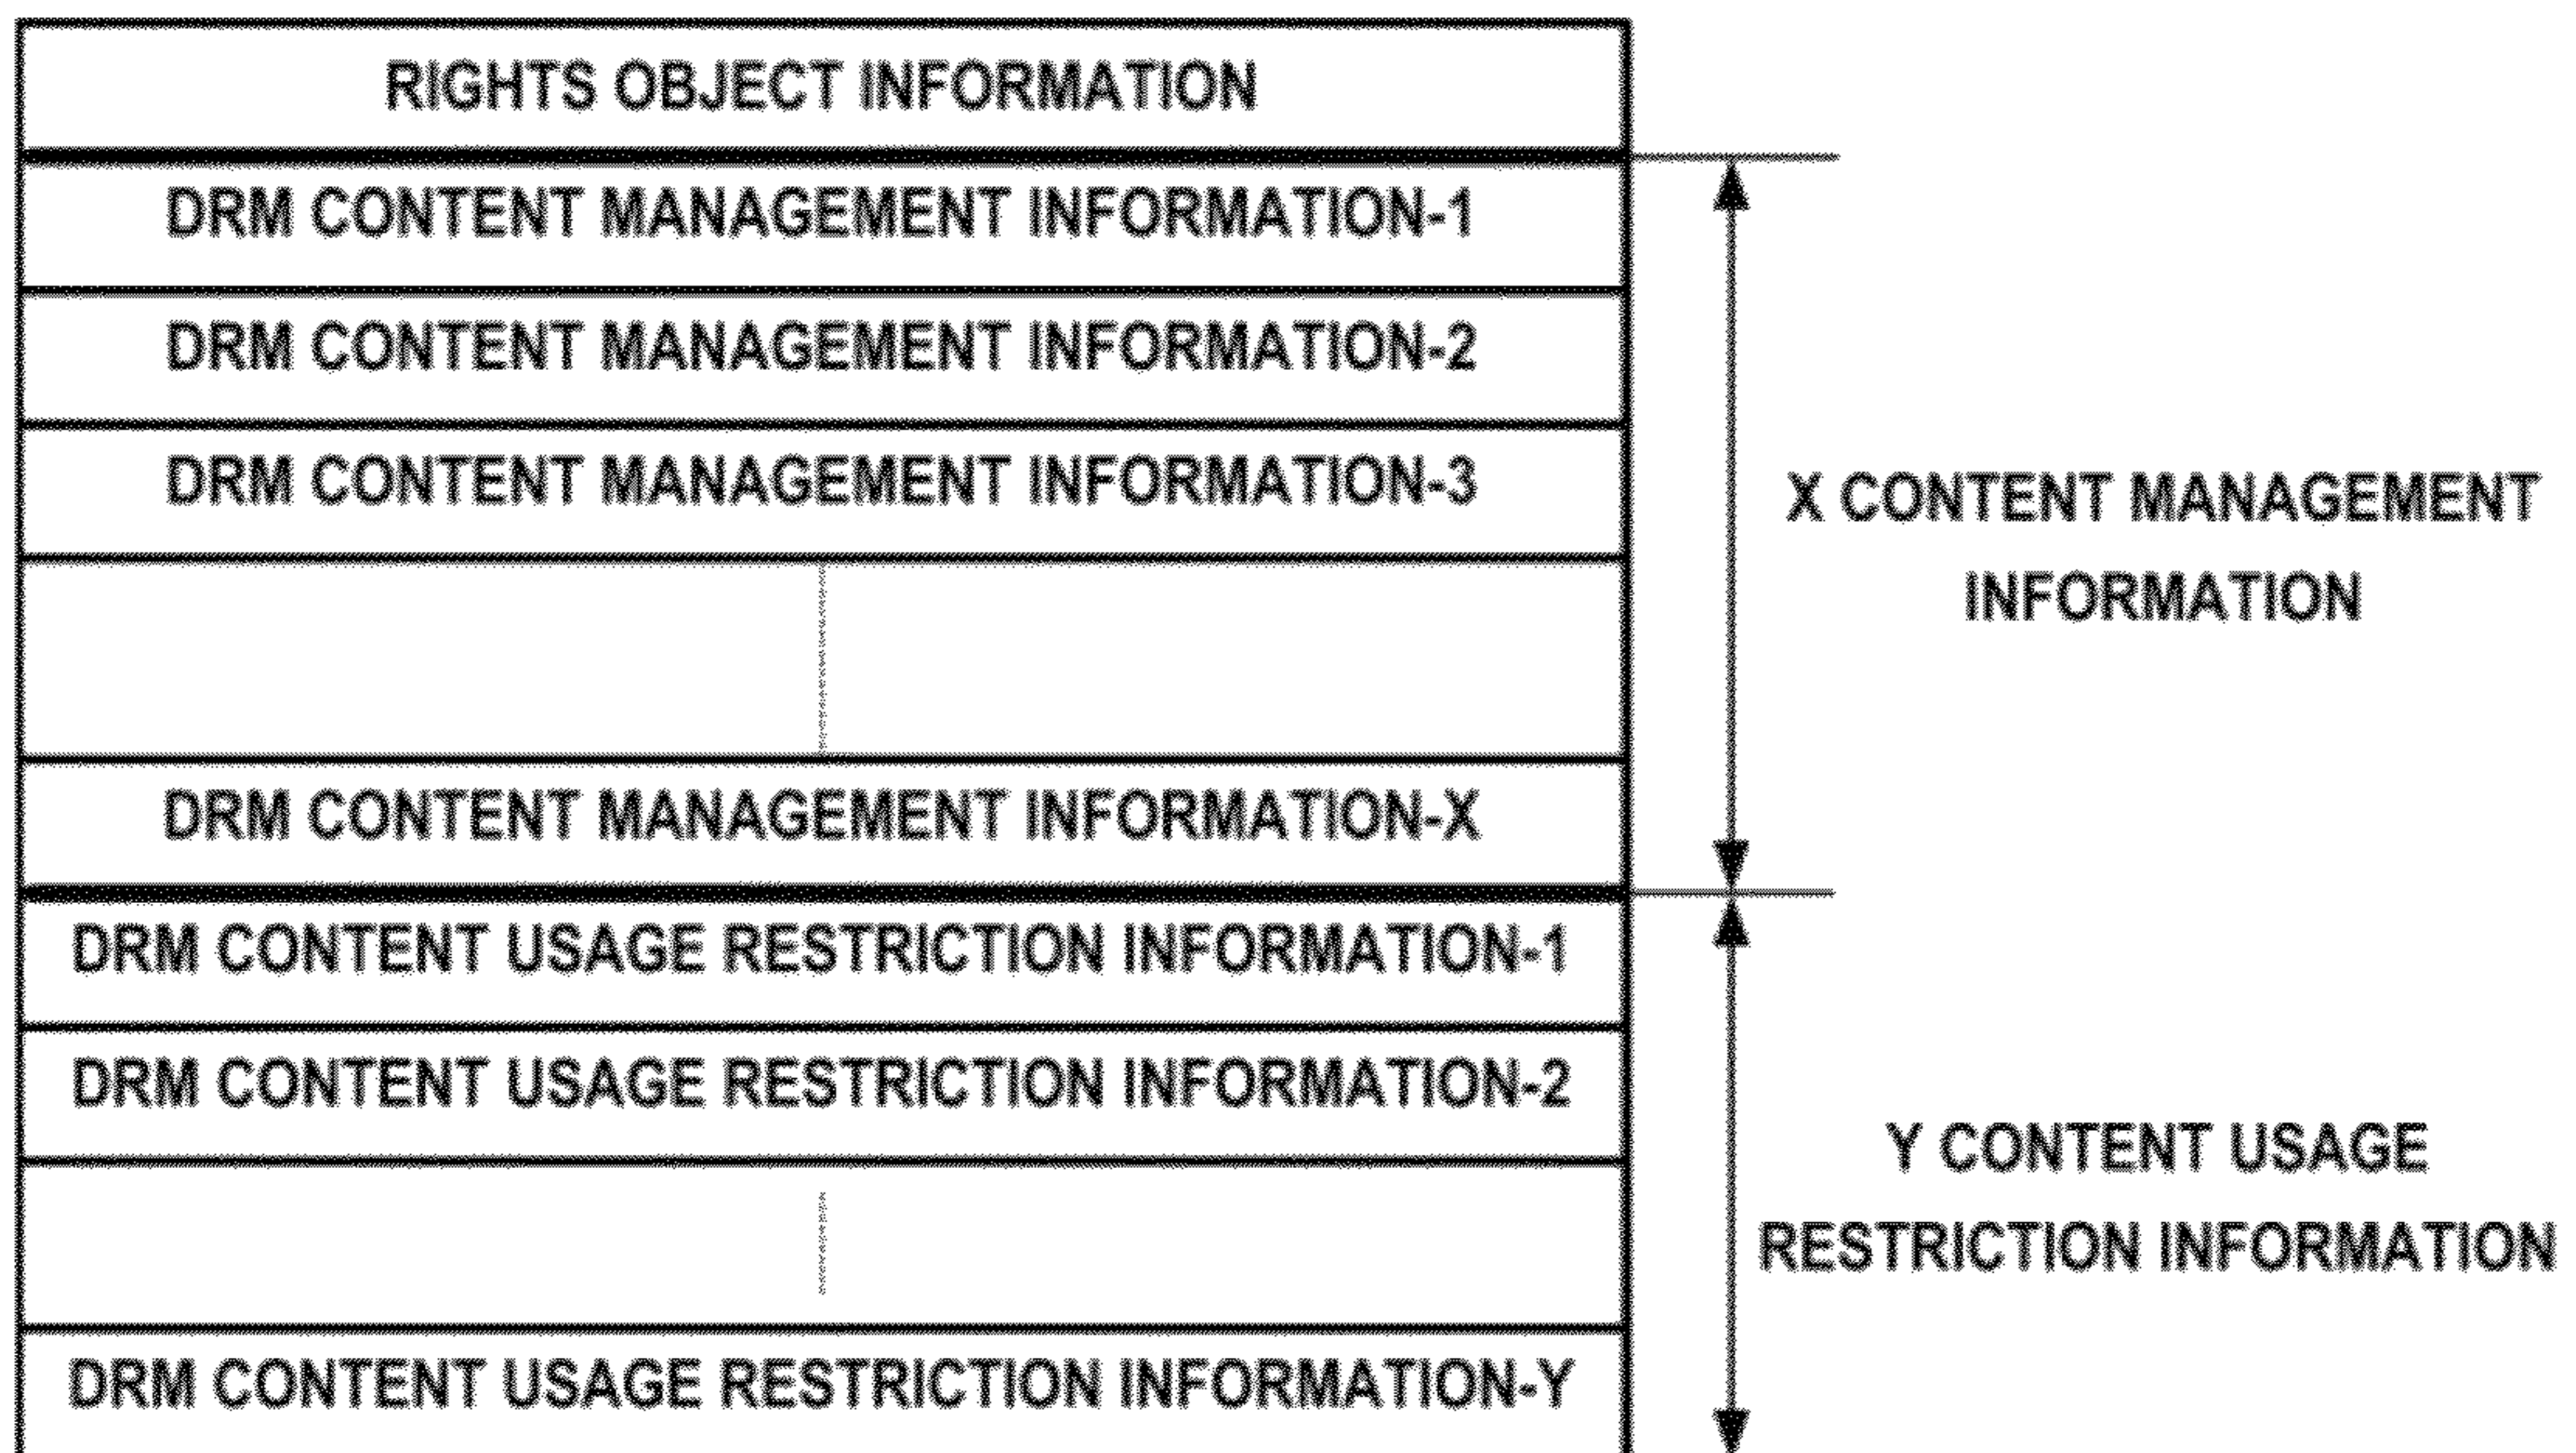 RIGHTS OBJECT INFORMATION
DRM CONTENT MANAGEMENT INFORMATION-1
DRM CONTENT MANAGEMENT INFORMATION-2
DRM CONTENT MANAGEMENT INFORMATION-3
X CONTENT MANAGEMENT
INFORMATION
DRM CONTENT MANAGEMENT INFORMATION-X
DRM CONTENT USAGE RESTRICTION INFORMATION-1
DRM CONTENT USAGE RESTRICTION INFORMATION-2
Y CONTENT USAGE
RESTRICTION INFORMATION
DRM CONTENT USAGE RESTRICTION INFORMATION-Y